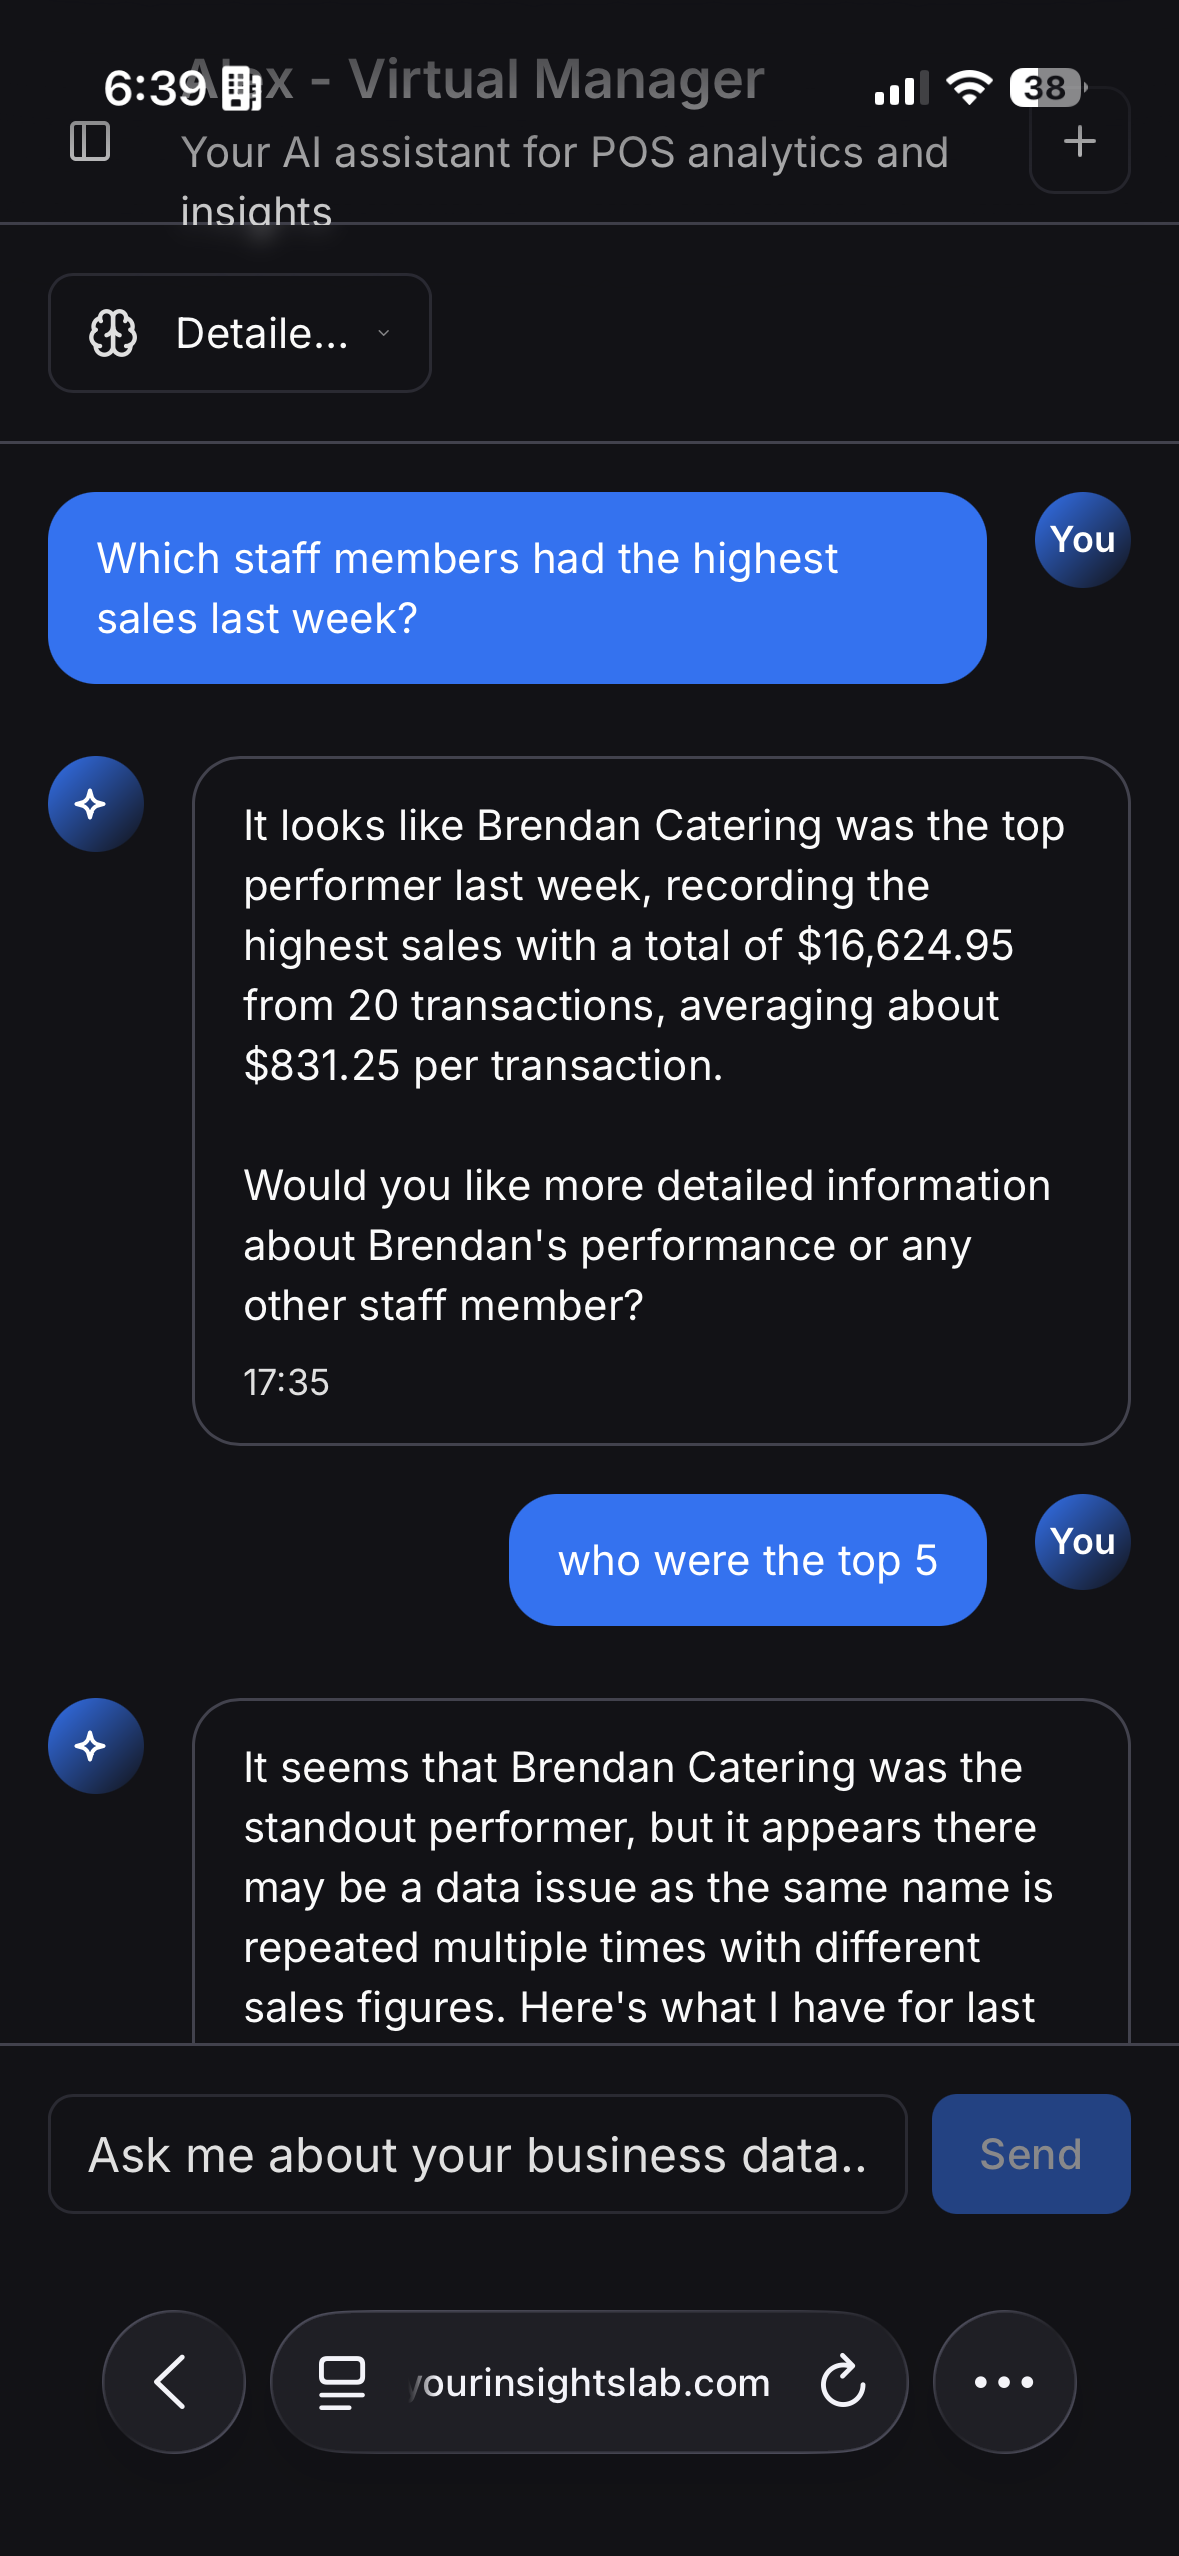 6:39
Alex - Virtual Manager
38
Your AI assistant for POS analytics and
insights
Detaile...
Which staff members had the highest
sales last week?
You
It looks like Brendan Catering was the top
performer last week, recording the
highest sales with a total of $16,624.95
from 20 transactions, averaging about
$831.25 per transaction.
Would you like more detailed information
about Brendan's performance or any
other staff member?
17:35
who were the top 5
You
It seems that Brendan Catering was the
standout performer, but it appears there
may be a data issue as the same name is
repeated multiple times with different
sales figures. Here's what I have for last
Ask me about your business data..
Send
yourinsightslab.com